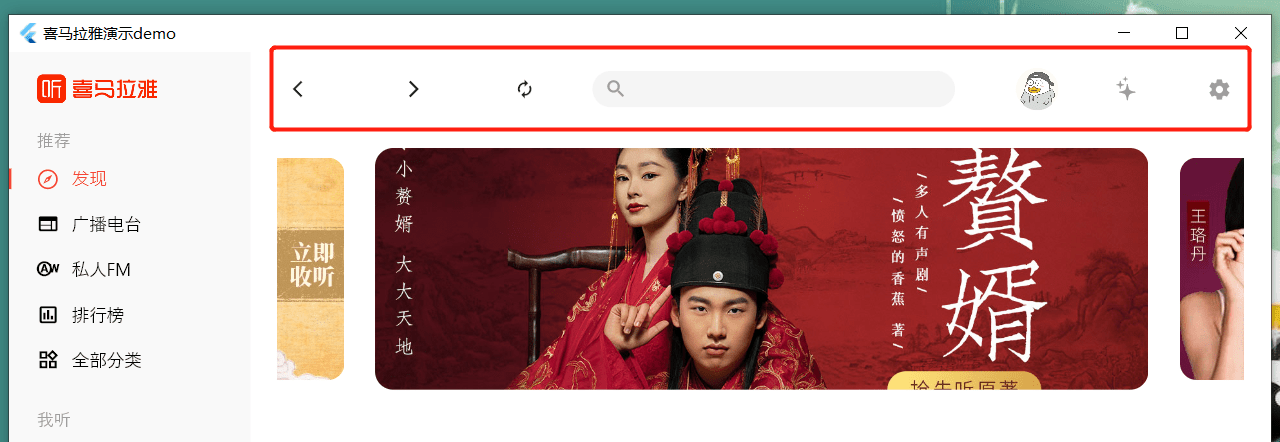 喜马拉雅演示demo
听 喜马拉雅
推荐
发现
广播电台
私人FM
排行榜
全部分类
我听
立即
收听
小赘婿 大大天地
/多人有声剧/
/愤怒的香蕉 著/
赘婿
抢先听原著
王珞丹